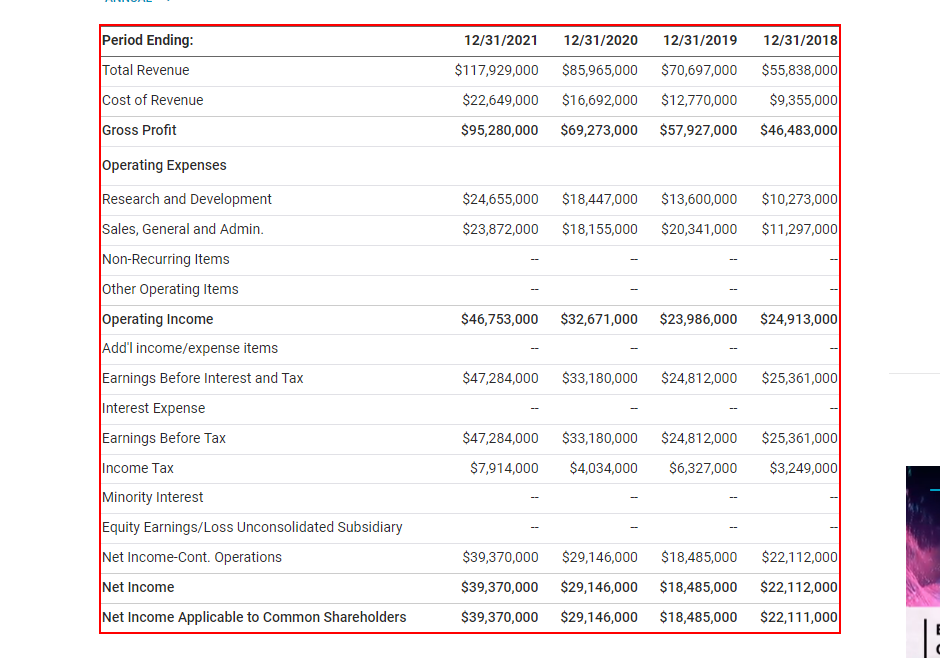 Period Ending: 12/31/2021 12/31/2020 12/31/2019 12/31/2018
Total Revenue $117,929,000 $85,965,000 $70,697,000 $55,838,000
Cost of Revenue $22,649,000 $16,692,000 $12,770,000 $9,355,000
Gross Profit $95,280,000 $69,273,000 $57,927,000 $46,483,000
Operating Expenses
Research and Development $24,655,000 $18,447,000 $13,600,000 $10,273,000
Sales, General and Admin. $23,872,000 $18,155,000 $20,341,000 $11,297,000
Non-Recurring Items -- -- -- --
Other Operating Items -- -- -- --
Operating Income $46,753,000 $32,671,000 $23,986,000 $24,913,000
Add'l income/expense items -- -- -- --
Earnings Before Interest and Tax $47,284,000 $33,180,000 $24,812,000 $25,361,000
Interest Expense -- -- -- --
Earnings Before Tax $47,284,000 $33,180,000 $24,812,000 $25,361,000
Income Tax $7,914,000 $4,034,000 $6,327,000 $3,249,000
Minority Interest -- -- -- --
Equity Earnings/Loss Unconsolidated Subsidiary -- -- -- --
Net Income-Cont. Operations $39,370,000 $29,146,000 $18,485,000 $22,112,000
Net Income $39,370,000 $29,146,000 $18,485,000 $22,112,000
Net Income Applicable to Common Shareholders $39,370,000 $29,146,000 $18,485,000 $22,111,000